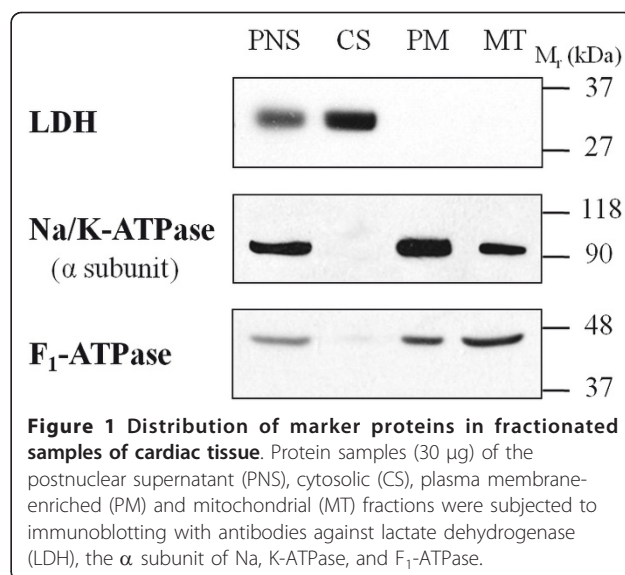 PNS CS PM MT Mr (kDa)
LDH
37
27
Na/K-ATPase
(α subunit)
118
90
F1-ATPase
48
37
Figure 1 Distribution of marker proteins in fractionated
samples of cardiac tissue. Protein samples (30 μg) of the
postnuclear supernatant (PNS), cytosolic (CS), plasma membrane-
enriched (PM) and mitochondrial (MT) fractions were subjected to
immunoblotting with antibodies against lactate dehydrogenase
(LDH), the α subunit of Na, K-ATPase, and F1-ATPase.